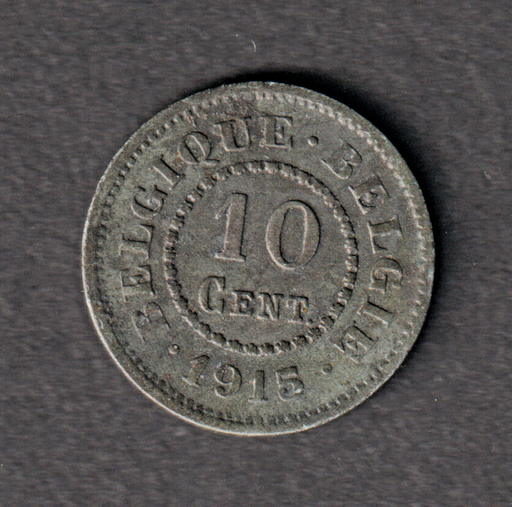 BELGIQUE · BELGIE
· 1915 ·
10
CENT.